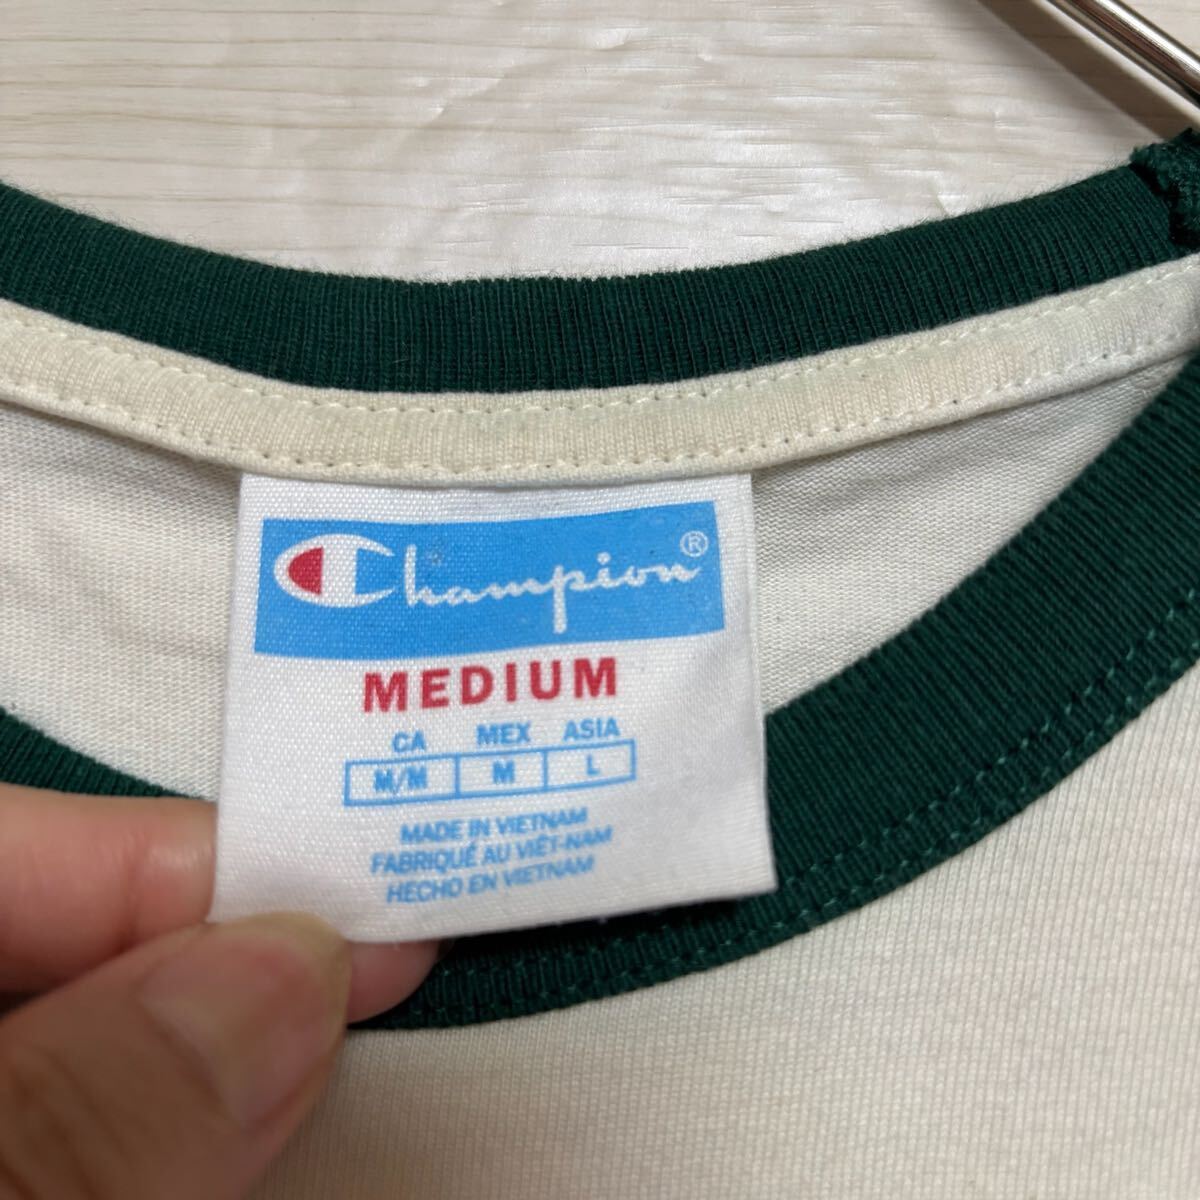 Champion®
MEDIUM
CA MEX ASIA
M/M M L
MADE IN VIETNAM
FABRIQUÉ AU VIÊT-NAM
HECHO EN VIETNAM